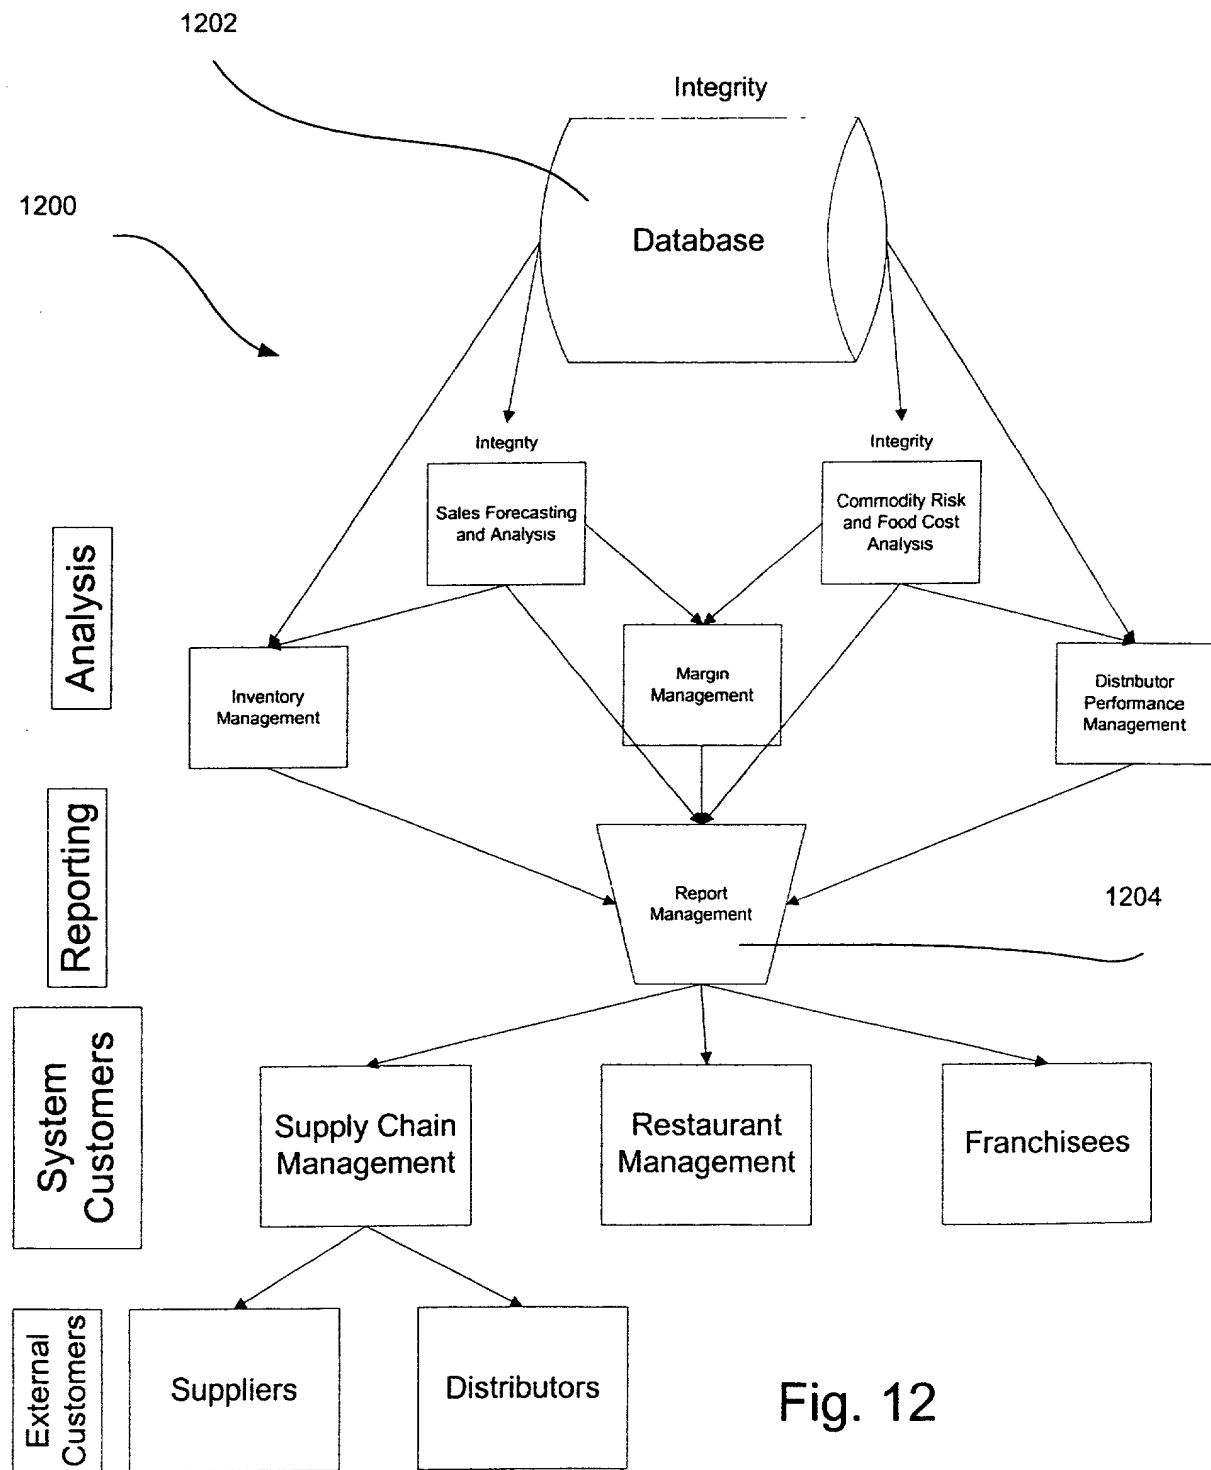 1202
Integrity
1200
Database
Integrity
Integrity
Sales Forecasting
and Analysis
Commodity Risk
and Food Cost
Analysis
Analysis
Inventory
Management
Margin
Management
Distributor
Performance
Management
Reporting
Report
Management
1204
System
Customers
Supply Chain
Management
Restaurant
Management
Franchisees
External
Customers
Suppliers
Distributors
Fig. 12